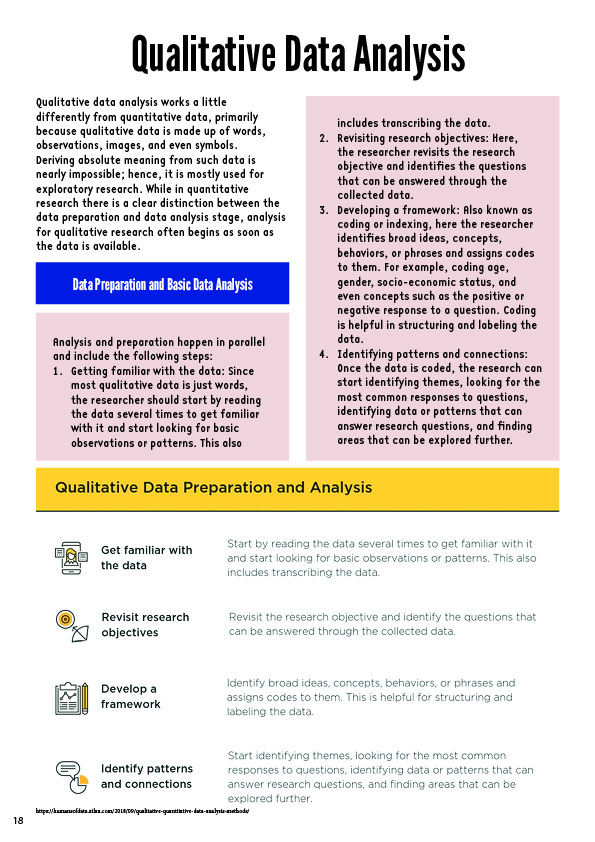 Qualitative Data Analysis
Qualitative data analysis works a little
differently from quantitative data, primarily
because qualitative data is made up of words,
observations, images, and even symbols.
Deriving absolute meaning from such data is
nearly impossible; hence, it is mostly used for
exploratory research. While in quantitative
research there is a clear distinction between the
data preparation and data analysis stage, analysis
for qualitative research often begins as soon as
the data is available.
Data Preparation and Basic Data Analysis
Analysis and preparation happen in parallel
and include the following steps:
1. Getting familiar with the data: Since
most qualitative data is just words,
the researcher should start by reading
the data several times to get familiar
with it and start looking for basic
observations or patterns. This also
includes transcribing the data.
2. Revisiting research objectives: Here,
the researcher revisits the research
objective and identifies the questions
that can be answered through the
collected data.
3. Developing a framework: Also known as
coding or indexing, here the researcher
identifies broad ideas, concepts,
behaviors, or phrases and assigns codes
to them. For example, coding age,
gender, socio-economic status, and
even concepts such as the positive or
negative response to a question. Coding
is helpful in structuring and labeling the
data.
4. Identifying patterns and connections:
Once the data is coded, the research can
start identifying themes, looking for the
most common responses to questions,
identifying data or patterns that can
answer research questions, and finding
areas that can be explored further.
Qualitative Data Preparation and Analysis
Get familiar with
the data
Start by reading the data several times to get familiar with it
and start looking for basic observations or patterns. This also
includes transcribing the data.
Revisit research
objectives
Revisit the research objective and identify the questions that
can be answered through the collected data.
Develop a
framework
Identify broad ideas, concepts, behaviors, or phrases and
assigns codes to them. This is helpful for structuring and
labeling the data.
Identify patterns
and connections
Start identifying themes, looking for the most common
responses to questions, identifying data or patterns that can
answer research questions, and finding areas that can be
explored further.
https://humansofdata.atlan.com/2018/09/qualitative-quantitative-data-analysis-methods/
18